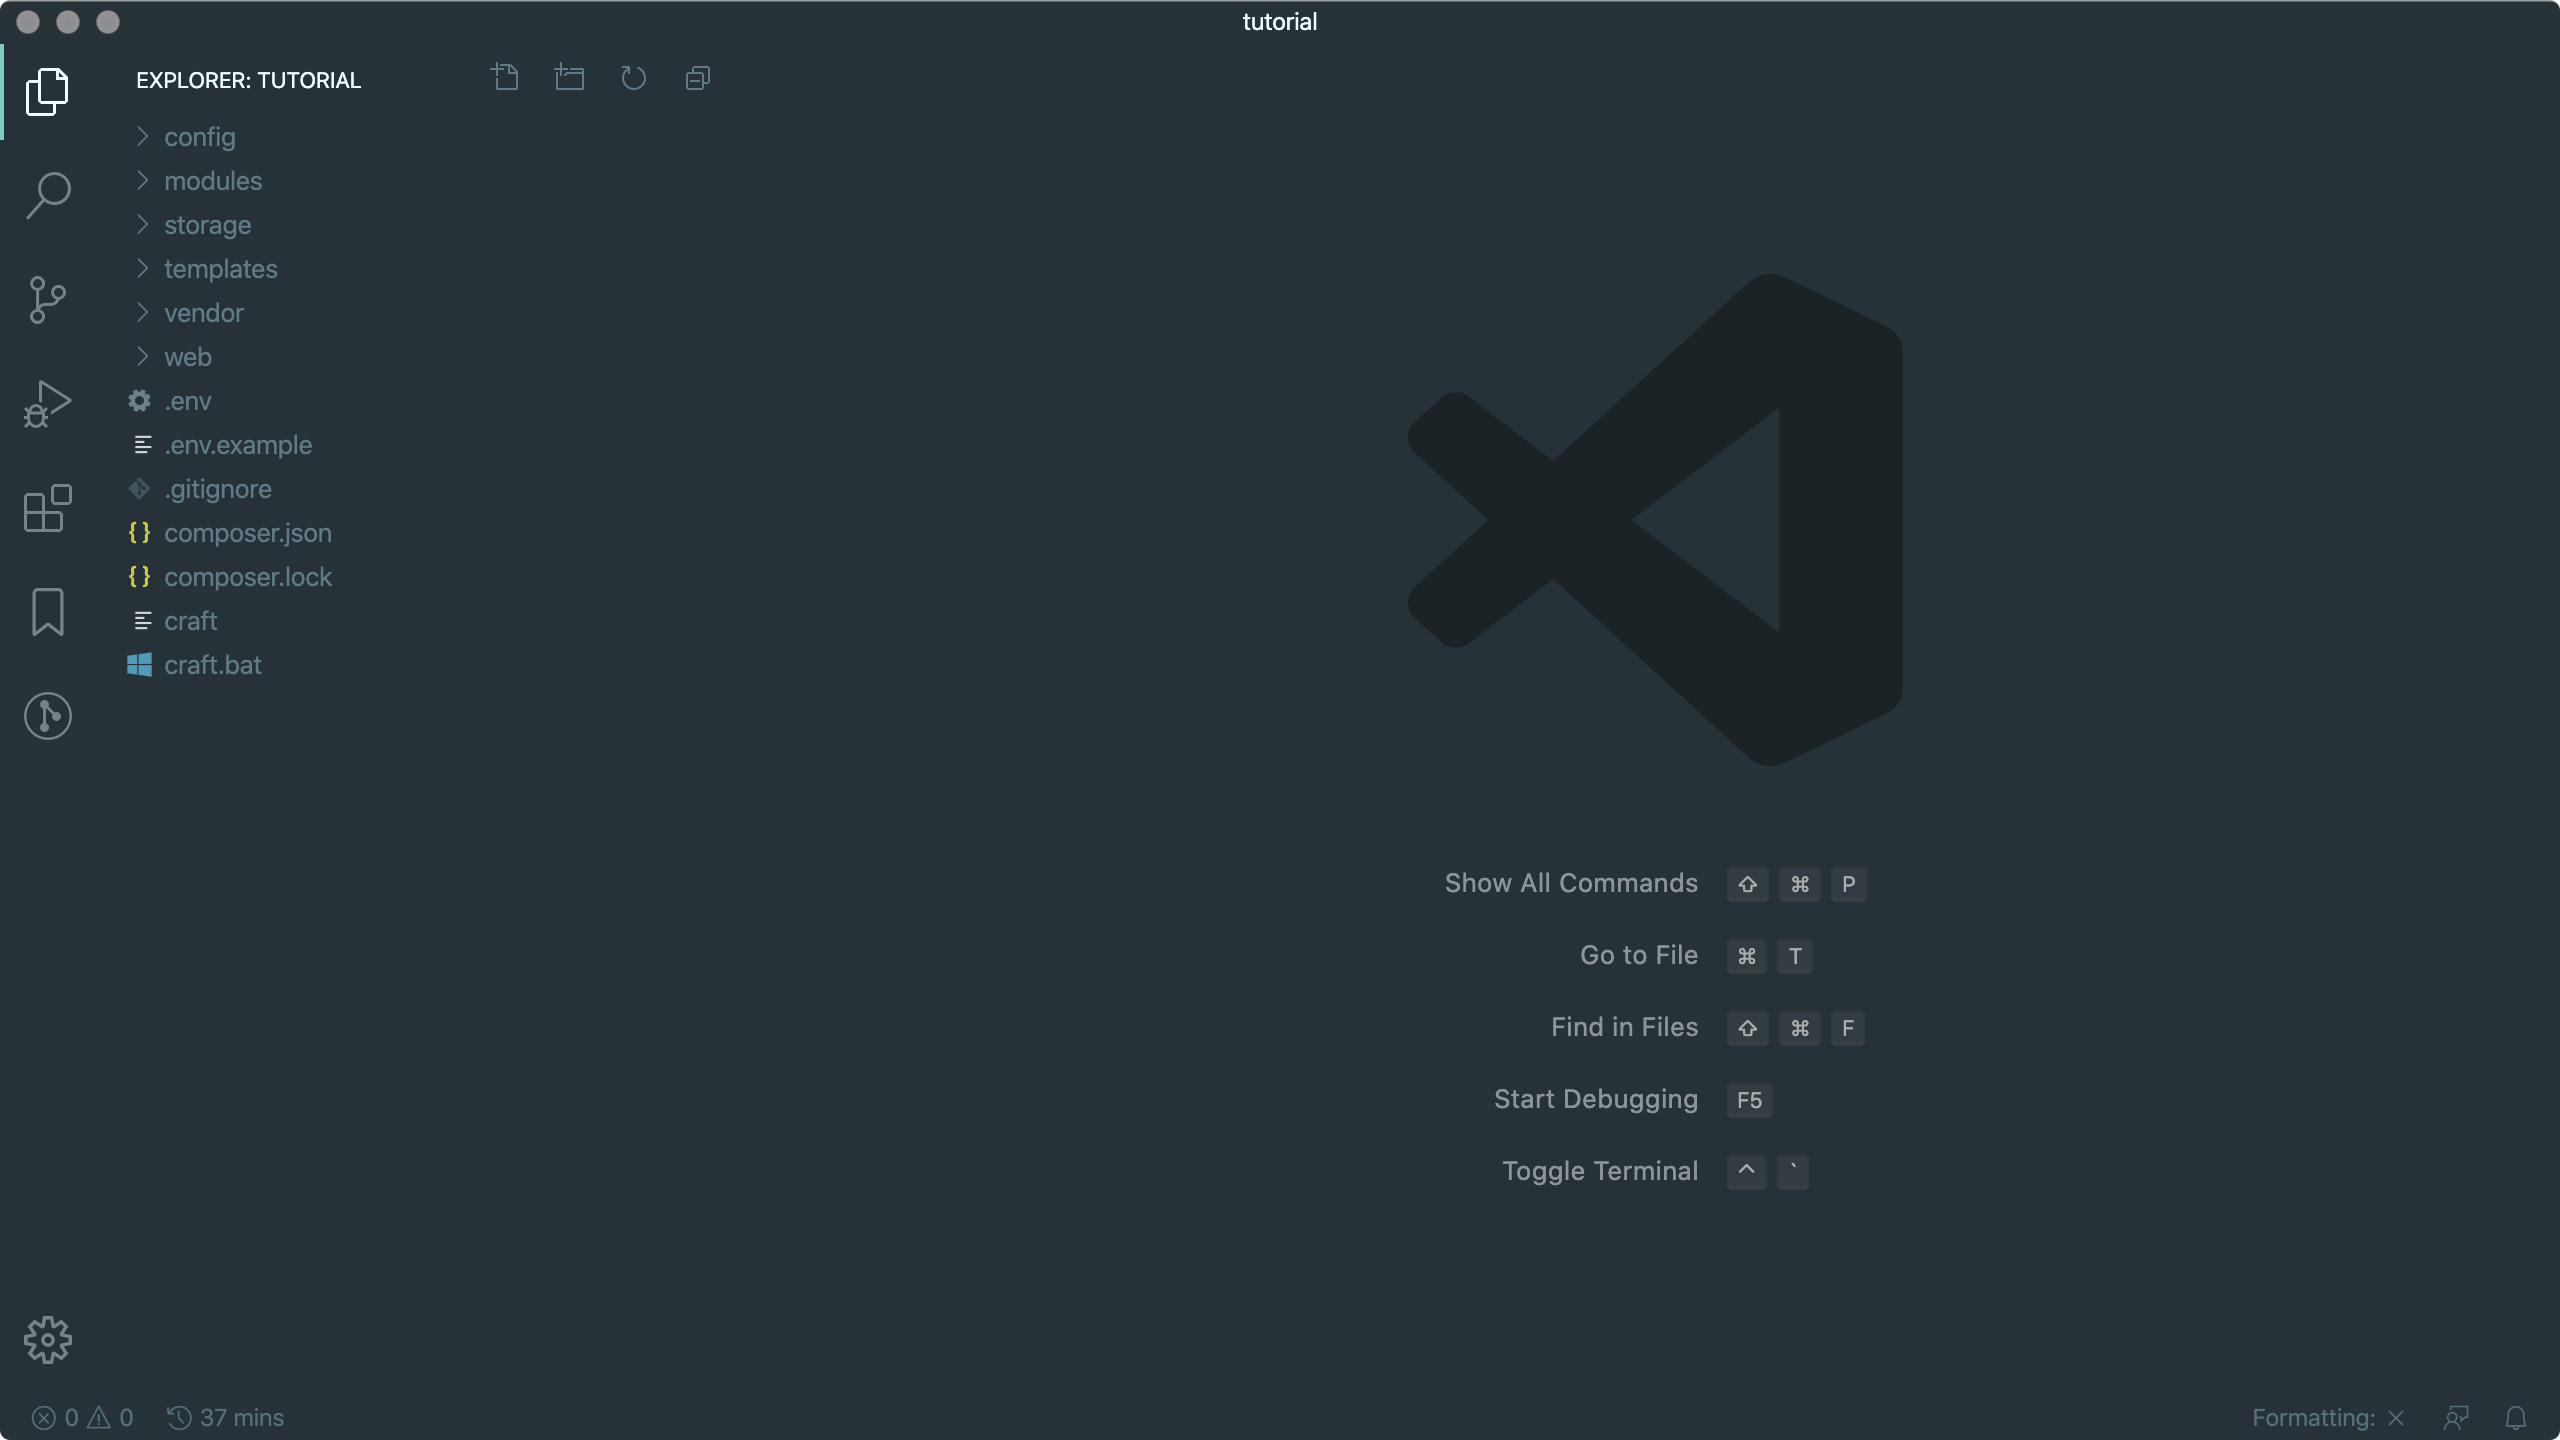 tutorial
EXPLORER: TUTORIAL
config
modules
storage
templates
vendor
web
.env
.env.example
.gitignore
composer.json
composer.lock
craft
craft.bat
Show All Commands ⇧ ⌘ P
Go to File ⌘ T
Find in Files ⇧ ⌘ F
Start Debugging F5
Toggle Terminal ^ `
0 0 37 mins
Formatting: ×